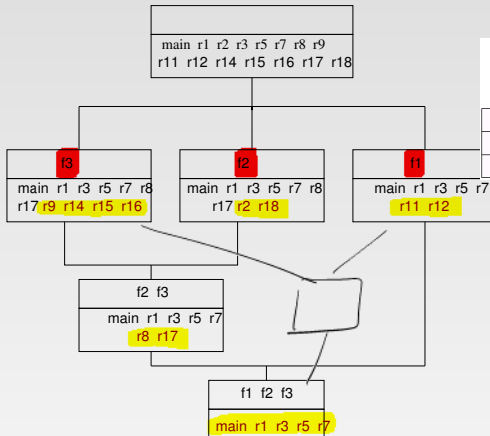 main r1 r2 r3 r5 r7 r8 r9
r11 r12 r14 r15 r16 r17 r18
f3
main r1 r3 r5 r7 r8
r17 r9 r14 r15 r16
f2
main r1 r3 r5 r7 r8
r17 r2 r18
f1
main r1 r3 r5 r7
r11 r12
f2 f3
main r1 r3 r5 r7
r8 r17
f1 f2 f3
main r1 r3 r5 r7